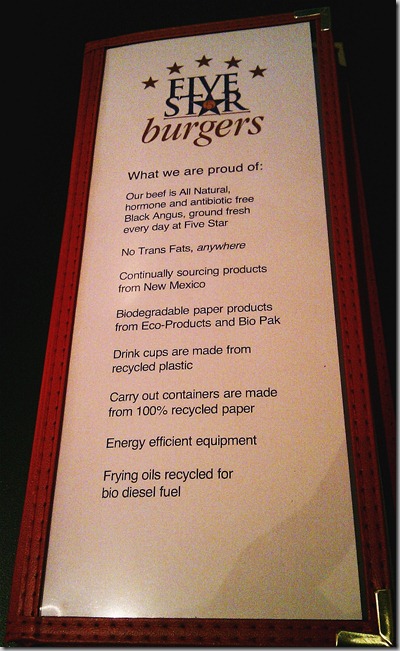 FIVE
STAR
burgers
What we are proud of:
Our beef is All Natural,
hormone and antibiotic free
Black Angus, ground fresh
every day at Five Star
No Trans Fats, anywhere
Continually sourcing products
from New Mexico
Biodegradable paper products
from Eco-Products and Bio Pak
Drink cups are made from
recycled plastic
Carry out containers are made
from 100% recycled paper
Energy efficient equipment
Frying oils recycled for
bio diesel fuel